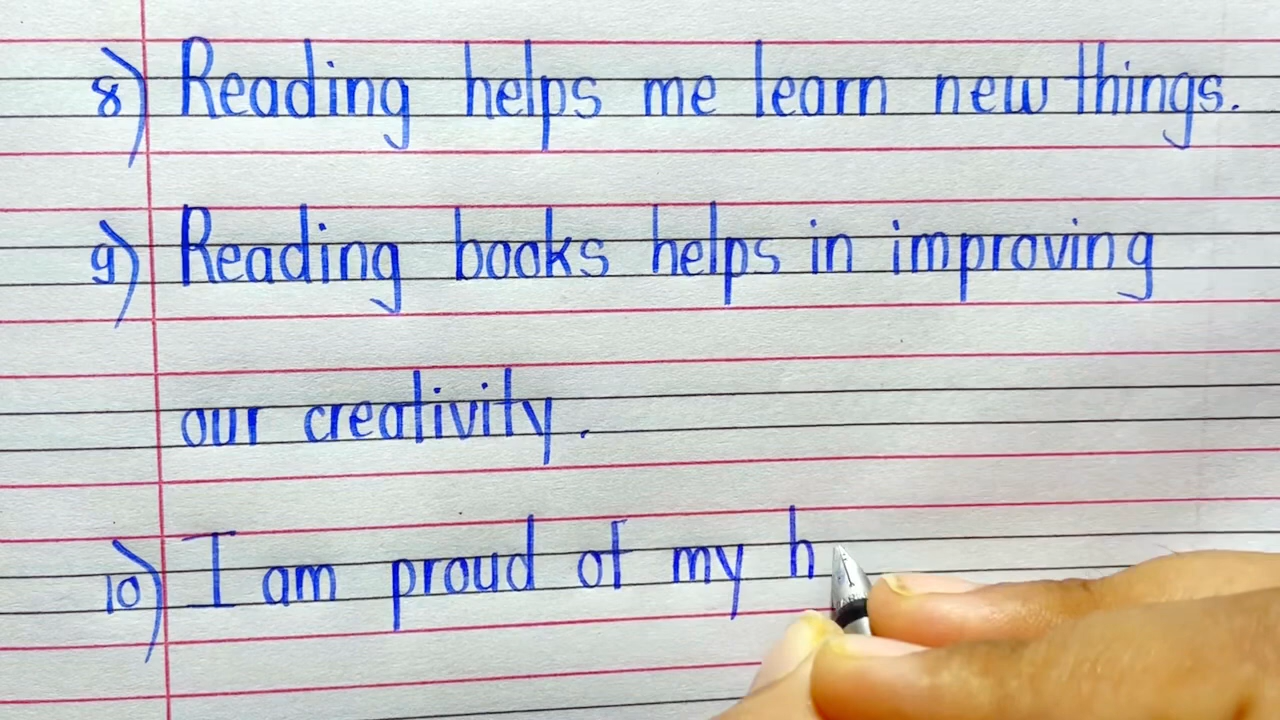 8) Reading helps me learn new things.
9) Reading books helps in improving
our creativity.
10) I am proud of my h